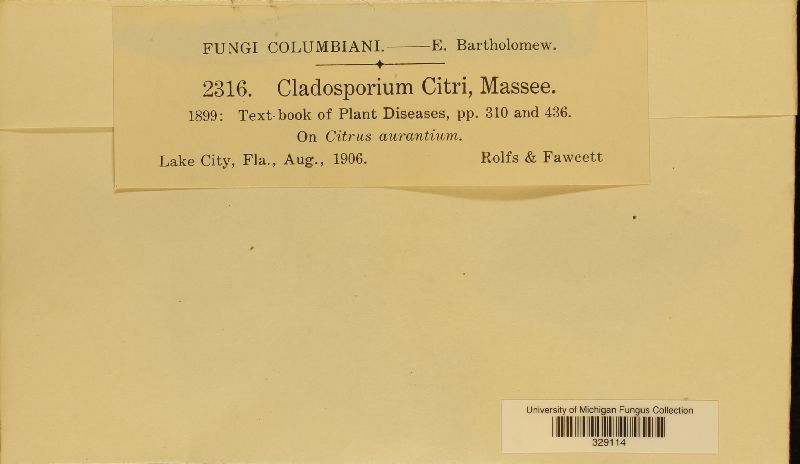 FUNGI COLUMBIANI.——E. Bartholomew.
2316. Cladosporium Citri, Massee.
1899: Text-book of Plant Diseases, pp. 310 and 436.
On Citrus aurantium.
Lake City, Fla., Aug., 1906. Rolfs & Fawcett
University of Michigan Fungus Collection
329114